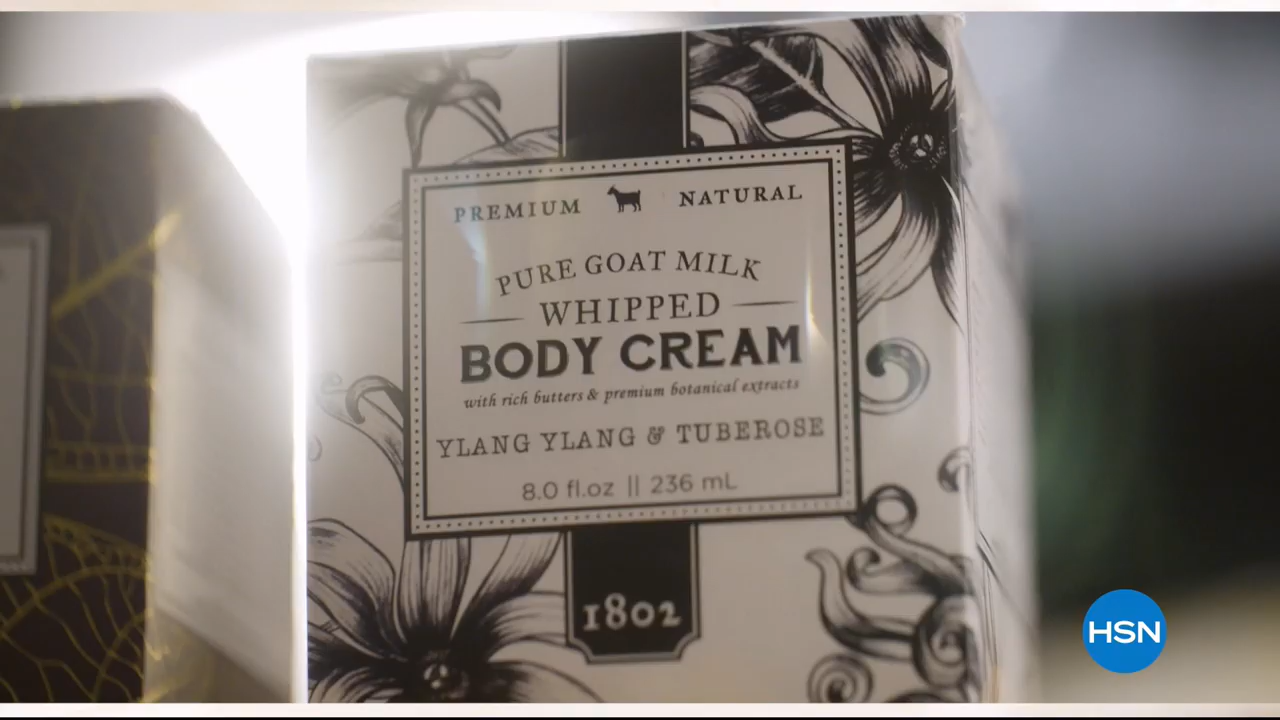 PREMIUM NATURAL
PURE GOAT MILK
WHIPPED
BODY CREAM
with rich butters & premium botanical extracts
YLANG YLANG & TUBEROSE
8.0 fl.oz || 236 mL
1802
HSN